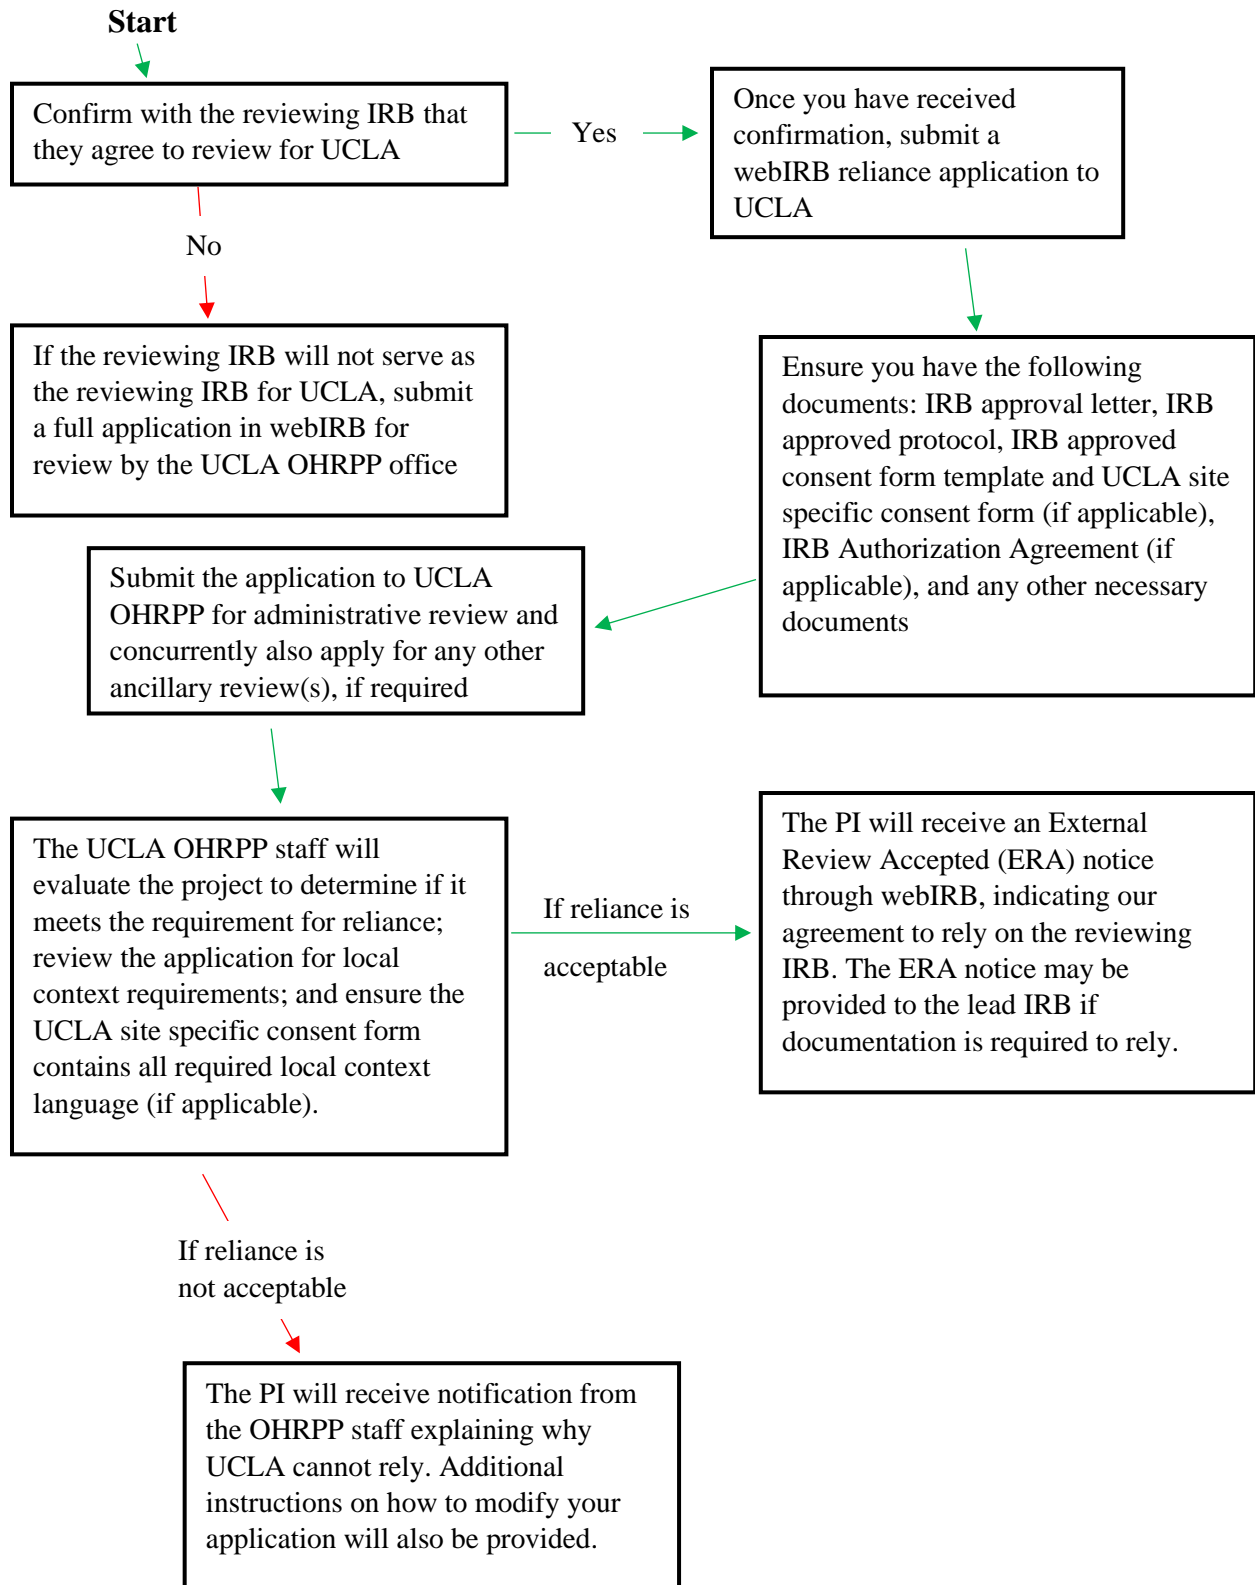 Start
Confirm with the reviewing IRB that
they agree to review for UCLA
Yes
Once you have received
confirmation, submit a
webIRB reliance application to
UCLA
No
If the reviewing IRB will not serve as
the reviewing IRB for UCLA, submit
a full application in webIRB for
review by the UCLA OHRPP office
Ensure you have the following
documents: IRB approval letter, IRB
approved protocol, IRB approved
consent form template and UCLA site
specific consent form (if applicable),
IRB Authorization Agreement (if
applicable), and any other necessary
documents
Submit the application to UCLA
OHRPP for administrative review and
concurrently also apply for any other
ancillary review(s), if required
The UCLA OHRPP staff will
evaluate the project to determine if it
meets the requirement for reliance;
review the application for local
context requirements; and ensure the
UCLA site specific consent form
contains all required local context
language (if applicable).
If reliance is
acceptable
The PI will receive an External
Review Accepted (ERA) notice
through webIRB, indicating our
agreement to rely on the reviewing
IRB. The ERA notice may be
provided to the lead IRB if
documentation is required to rely.
If reliance is
not acceptable
The PI will receive notification from
the OHRPP staff explaining why
UCLA cannot rely. Additional
instructions on how to modify your
application will also be provided.